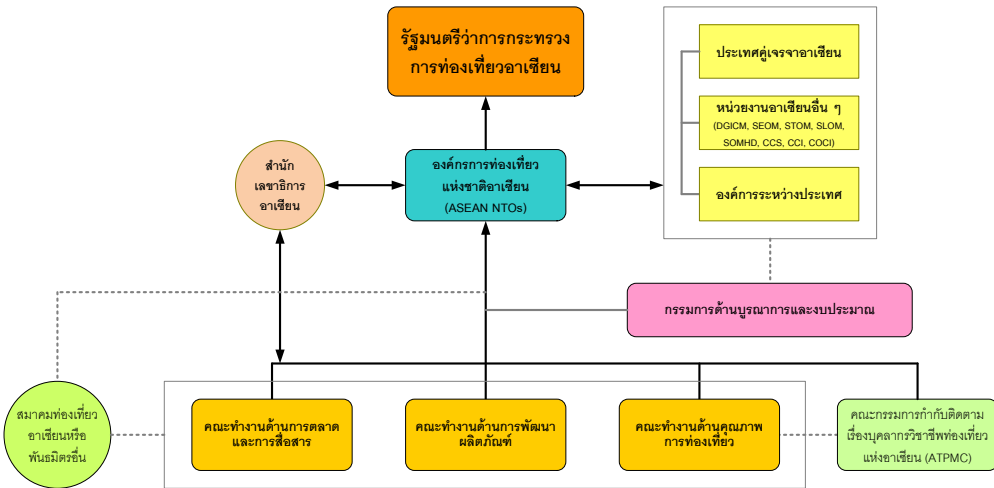 รัฐมนตรีว่าการกระทรวง
การท่องเที่ยวอาเซียน
ประเทศคู่เจรจาอาเซียน
หน่วยงานอาเซียนอื่น ๆ
(DGICM, SEOM, STOM, SLOM,
SOMHD, CCS, CCI, COCI)
องค์การระหว่างประเทศ
สำนัก
เลขาธิการ
อาเซียน
องค์กรการท่องเที่ยว
แห่งชาติอาเซียน
(ASEAN NTOs)
กรรมการด้านบูรณาการและงบประมาณ
สมาคมท่องเที่ยว
อาเซียนหรือ
พันธมิตรอื่น
คณะทำงานด้านการตลาด
และการสื่อสาร
คณะทำงานด้านการพัฒนา
ผลิตภัณฑ์
คณะทำงานด้านคุณภาพ
การท่องเที่ยว
คณะกรรมการกำกับติดตาม
เรื่องบุคลากรวิชาชีพท่องเที่ยว
แห่งอาเซียน (ATPMC)